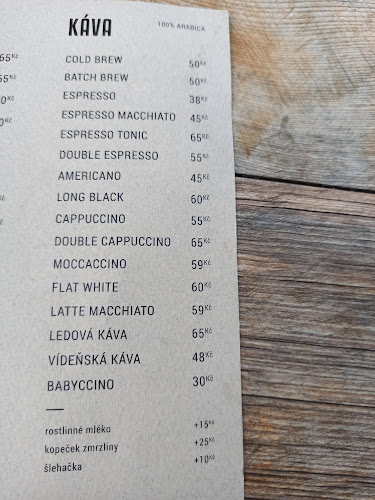 KÁVA 100% ARABICA
COLD BREW 50Kč
BATCH BREW 50Kč
ESPRESSO 38Kč
ESPRESSO MACCHIATO 45Kč
ESPRESSO TONIC 65Kč
DOUBLE ESPRESSO 55Kč
AMERICANO 45Kč
LONG BLACK 60Kč
CAPPUCCINO 55Kč
DOUBLE CAPPUCCINO 65Kč
MOCCACCINO 59Kč
FLAT WHITE 60Kč
LATTE MACCHIATO 59Kč
LEDOVÁ KÁVA 65Kč
VÍDEŇSKÁ KÁVA 48Kč
BABYCCINO 30Kč
rostlinné mléko +15Kč
kopeček zmrzliny +25Kč
šlehačka +10Kč